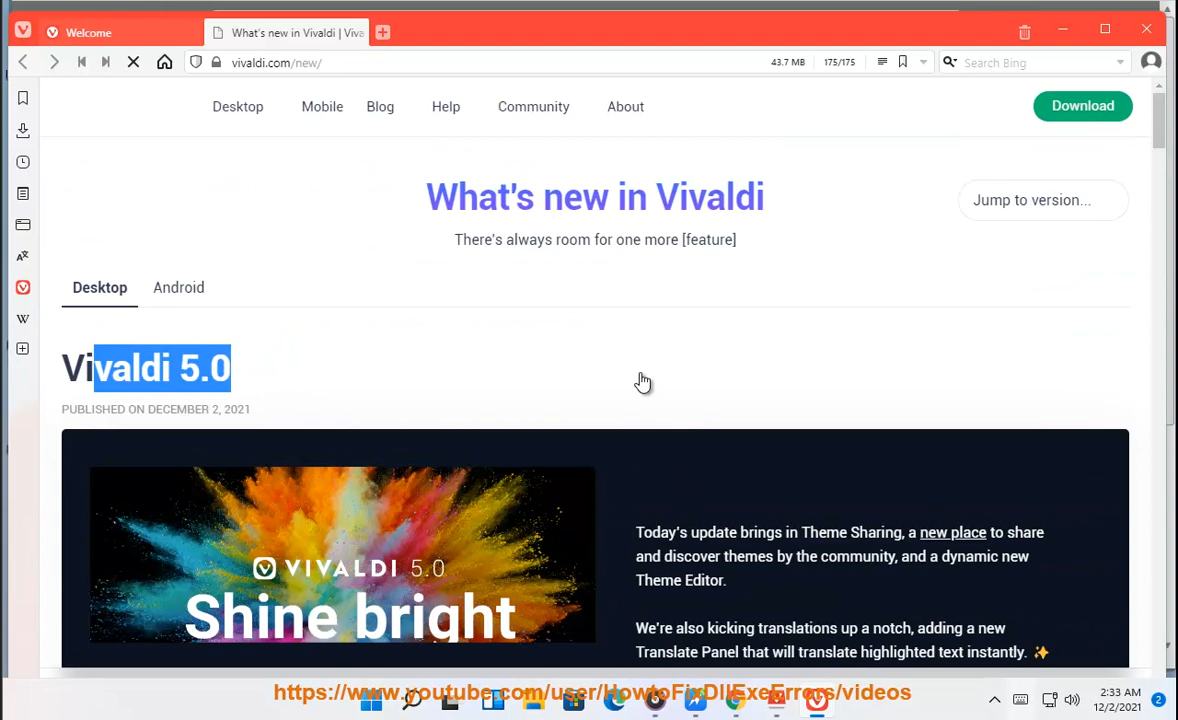 Welcome
What's new in Vivaldi | Viva
vivaldi.com/new/
43.7 MB
175/175
Search Bing
Desktop
Mobile
Blog
Help
Community
About
Download
What's new in Vivaldi
Jump to version...
There's always room for one more [feature]
Desktop
Android
Vivaldi 5.0
PUBLISHED ON DECEMBER 2, 2021
VIVALDI 5.0
Shine bright
Today's update brings in Theme Sharing, a new place to share
and discover themes by the community, and a dynamic new
Theme Editor.
We're also kicking translations up a notch, adding a new
Translate Panel that will translate highlighted text instantly. ✨
https://www.youtube.com/user/HowtoFixDllExeErrors/videos
2:33 AM
12/2/2021
2